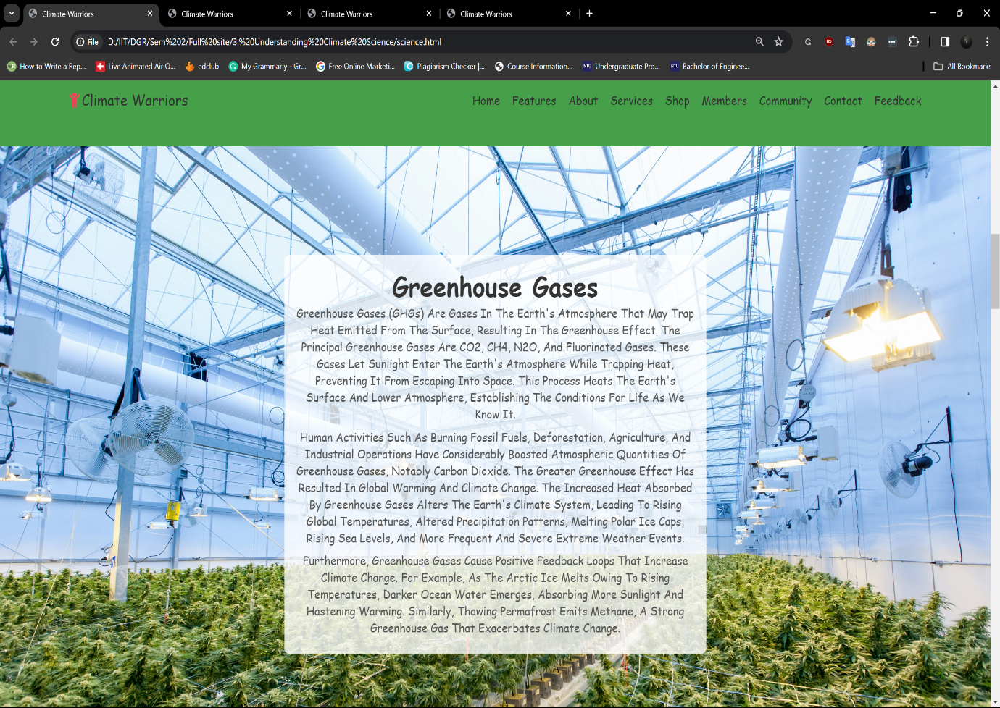 Climate Warriors
Climate Warriors
Climate Warriors
Climate Warriors
File D:/IIT/DGR/Sem%202/Full%20site/3.%20Understanding%20Climate%20Science/science.html
How to Write a Rep...
Live Animated Air Q...
edclub
My Grammarly - Gr...
Free Online Marketi...
Plagiarism Checker |...
Course Information...
NTU Undergraduate Pro...
NTU Bachelor of Enginee...
All Bookmarks
Climate Warriors
Home Features About Services Shop Members Community Contact Feedback
Greenhouse Gases
Greenhouse Gases (GHGs) Are Gases In The Earth's Atmosphere That May Trap
Heat Emitted From The Surface, Resulting In The Greenhouse Effect. The
Principal Greenhouse Gases Are CO2, CH4, N2O, And Fluorinated Gases. These
Gases Let Sunlight Enter The Earth's Atmosphere While Trapping Heat,
Preventing It From Escaping Into Space. This Process Heats The Earth's
Surface And Lower Atmosphere, Establishing The Conditions For Life As We
Know It.
Human Activities Such As Burning Fossil Fuels, Deforestation, Agriculture, And
Industrial Operations Have Considerably Boosted Atmospheric Quantities Of
Greenhouse Gases, Notably Carbon Dioxide. The Greater Greenhouse Effect Has
Resulted In Global Warming And Climate Change. The Increased Heat Absorbed
By Greenhouse Gases Alters The Earth's Climate System, Leading To Rising
Global Temperatures, Altered Precipitation Patterns, Melting Polar Ice Caps,
Rising Sea Levels, And More Frequent And Severe Extreme Weather Events.
Furthermore, Greenhouse Gases Cause Positive Feedback Loops That Increase
Climate Change. For Example, As The Arctic Ice Melts Owing To Rising
Temperatures, Darker Ocean Water Emerges, Absorbing More Sunlight And
Hastening Warming. Similarly, Thawing Permafrost Emits Methane, A Strong
Greenhouse Gas That Exacerbates Climate Change.